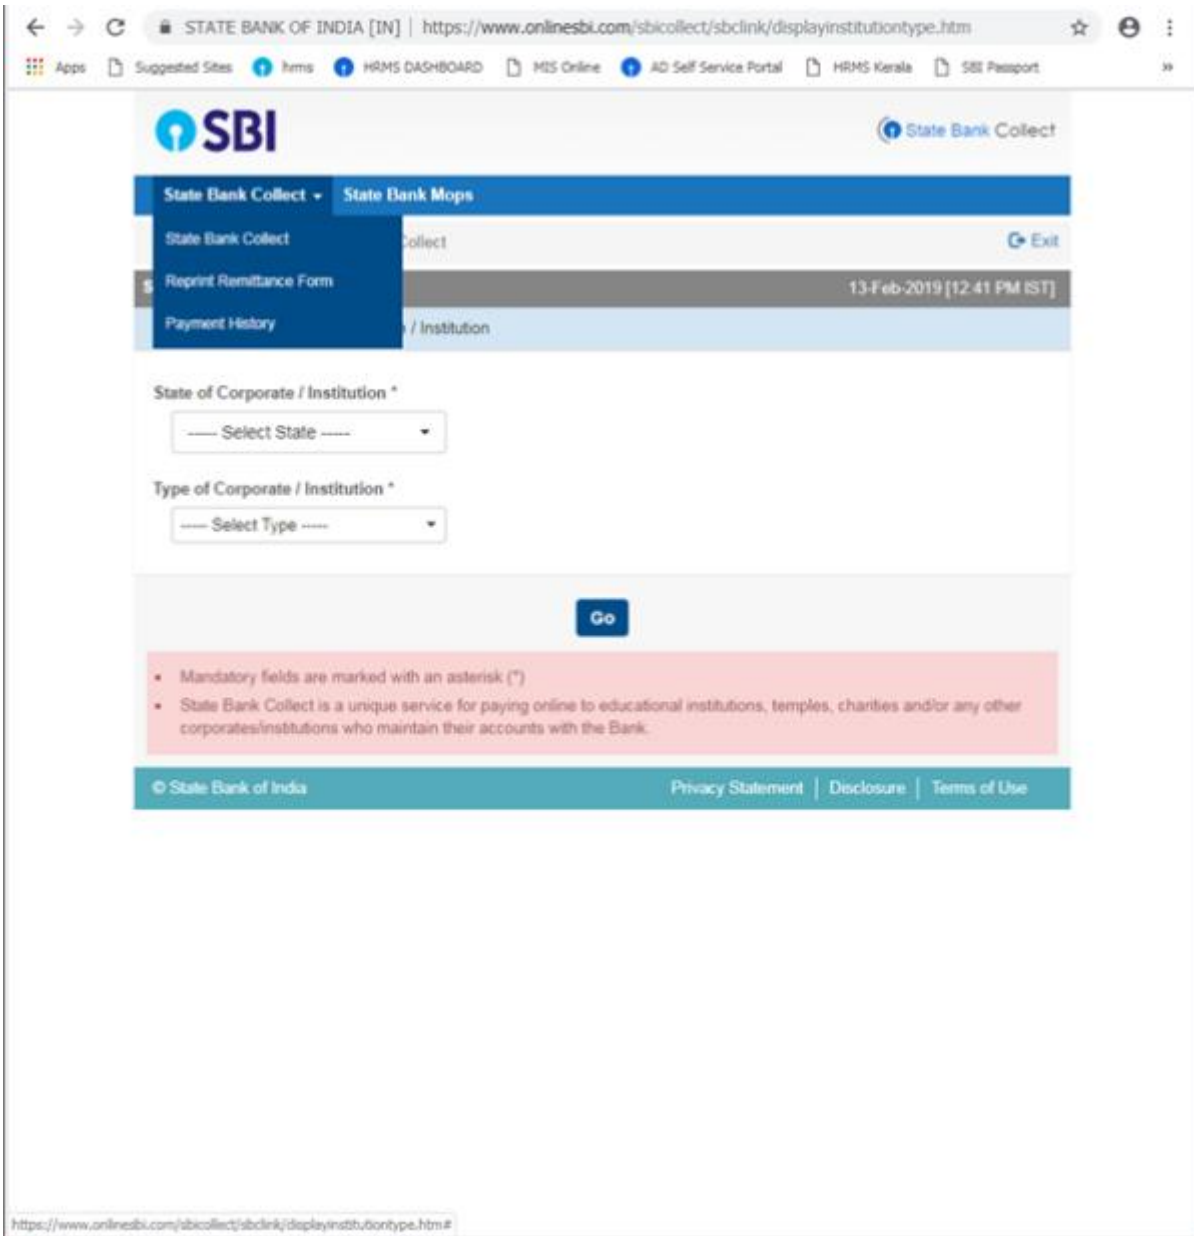 STATE BANK OF INDIA [IN] | https://www.onlinesbi.com/sbicollect/sbclink/displayinstitutiontype.htm
Apps Suggested Sites hrms HRMS DASHBOARD MIS Online AD Self Service Portal HRMS Kerala SBI Passport »
SBI
State Bank Collect
State Bank Collect State Bank Mops
State Bank Collect
Collect
Exit
Reprint Remittance Form
S
13-Feb-2019 [12:41 PM IST]
Payment History
/ Institution
State of Corporate / Institution *
----- Select State -----
Type of Corporate / Institution *
----- Select Type -----
Go
Mandatory fields are marked with an asterisk (*)
State Bank Collect is a unique service for paying online to educational institutions, temples, charities and/or any other
corporates/institutions who maintain their accounts with the Bank.
© State Bank of India Privacy Statement | Disclosure | Terms of Use
https://www.onlinesbi.com/sbicollect/sbclink/displayinstitutiontype.htm#